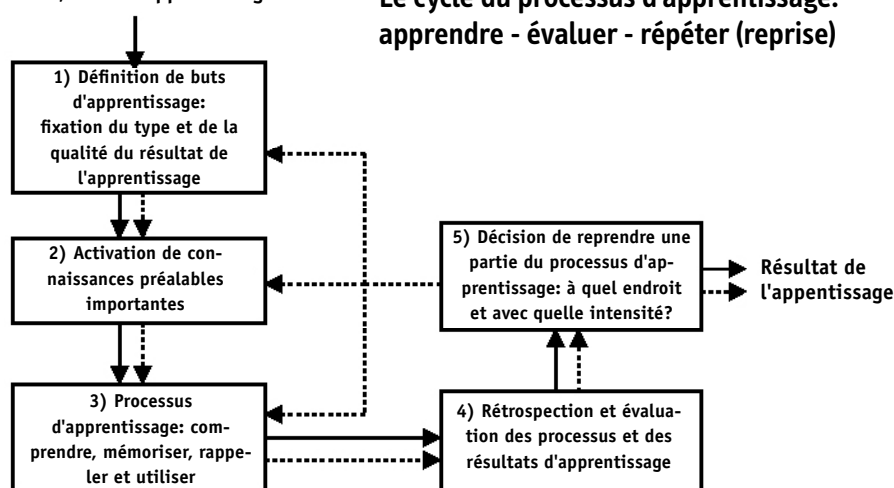 Le cycle du processus d'apprentissage:
apprendre - évaluer - répéter (reprise)
1) Définition de buts
d'apprentissage:
fixation du type et de la
qualité du résultat de
l'apprentissage
2) Activation de con-
naissances préalables
importantes
3) Processus
d'apprentissage: com-
prendre, mémoriser, rappe-
ler et utiliser
4) Rétrospection et évalua-
tion des processus et des
résultats d'apprentissage
5) Décision de reprendre une
partie du processus d'ap-
prentissage: à quel endroit
et avec quelle intensité?
Résultat de
l'appentissage